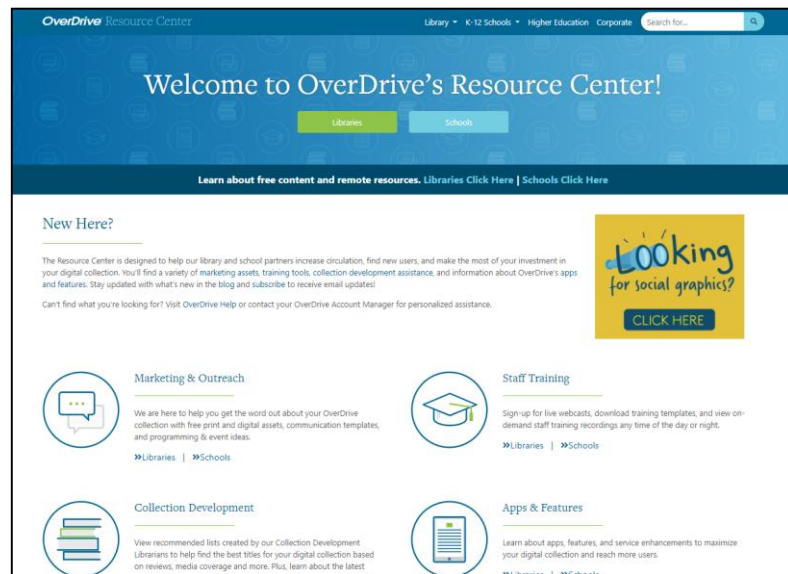 OverDrive Resource Center
Library K-12 Schools Higher Education Corporate Search for...
Welcome to OverDrive's Resource Center!
Libraries Schools
Learn about free content and remote resources. Libraries Click Here | Schools Click Here
New Here?
The Resource Center is designed to help our library and school partners increase circulation, find new users, and make the most of your investment in
your digital collection. You'll find a variety of marketing assets, training tools, collection development assistance, and information about OverDrive's apps
and features. Stay updated with what's new in the blog and subscribe to receive email updates!
Can't find what you're looking for? Visit OverDrive Help or contact your OverDrive Account Manager for personalized assistance.
LOOking
for social graphics?
CLICK HERE
Marketing & Outreach
We are here to help you get the word out about your OverDrive
collection with free print and digital assets, communication templates,
and programming & event ideas.
»Libraries | »Schools
Staff Training
Sign-up for live webcasts, download training templates, and view on-
demand staff training recordings any time of the day or night.
»Libraries | »Schools
Collection Development
View recommended lists created by our Collection Development
Librarians to help find the best titles for your digital collection based
on reviews, media coverage and more. Plus, learn about the latest
Apps & Features
Learn about apps, features, and service enhancements to maximize
your digital collection and reach more users.
»Libraries | »Schools